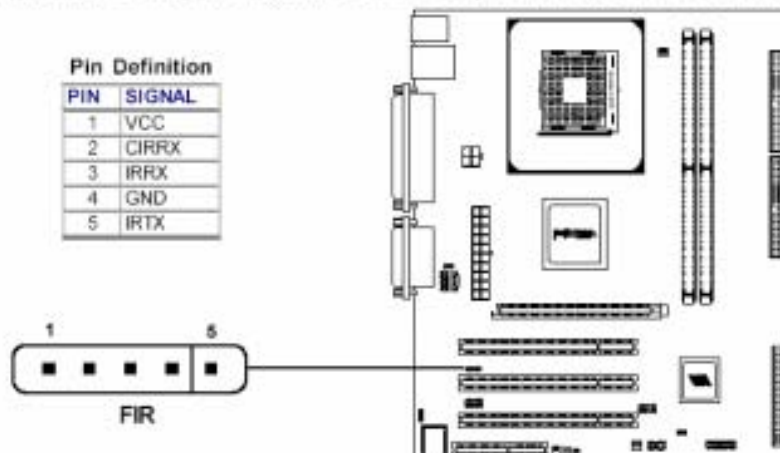 Pin Definition
PIN SIGNAL
1 VCC
2 CIRRX
3 IRRX
4 GND
5 IRTX
1 5
FIR